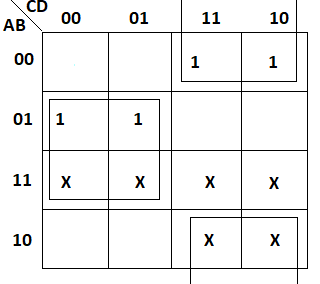 CD
AB
00 01 11 10
00 1 1
01 1 1
11 X X X X
10 X X